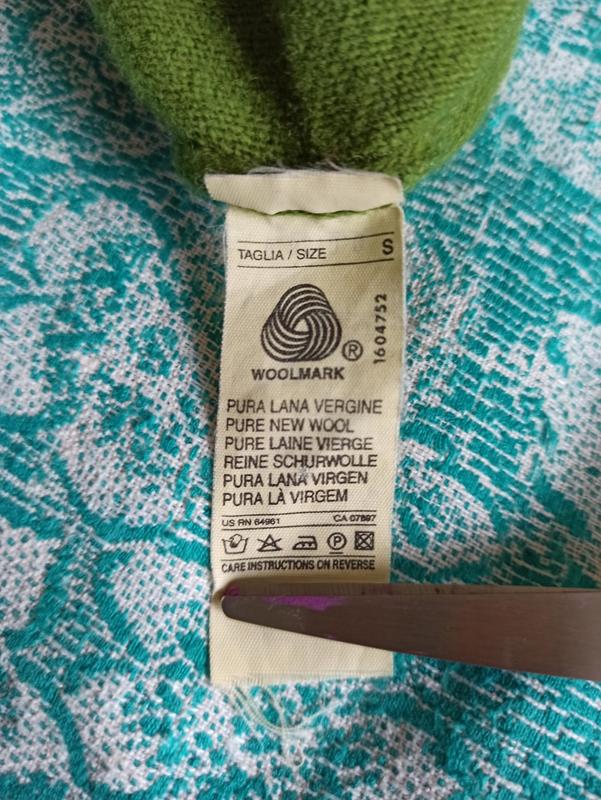 TAGLIA / SIZE S
®
WOOLMARK
1604752
PURA LANA VERGINE
PURE NEW WOOL
PURE LAINE VIERGE
REINE SCHURWOLLE
PURA LANA VIRGEN
PURA LÀ VIRGEM
US RN 64961 CA 07897
P
CARE INSTRUCTIONS ON REVERSE